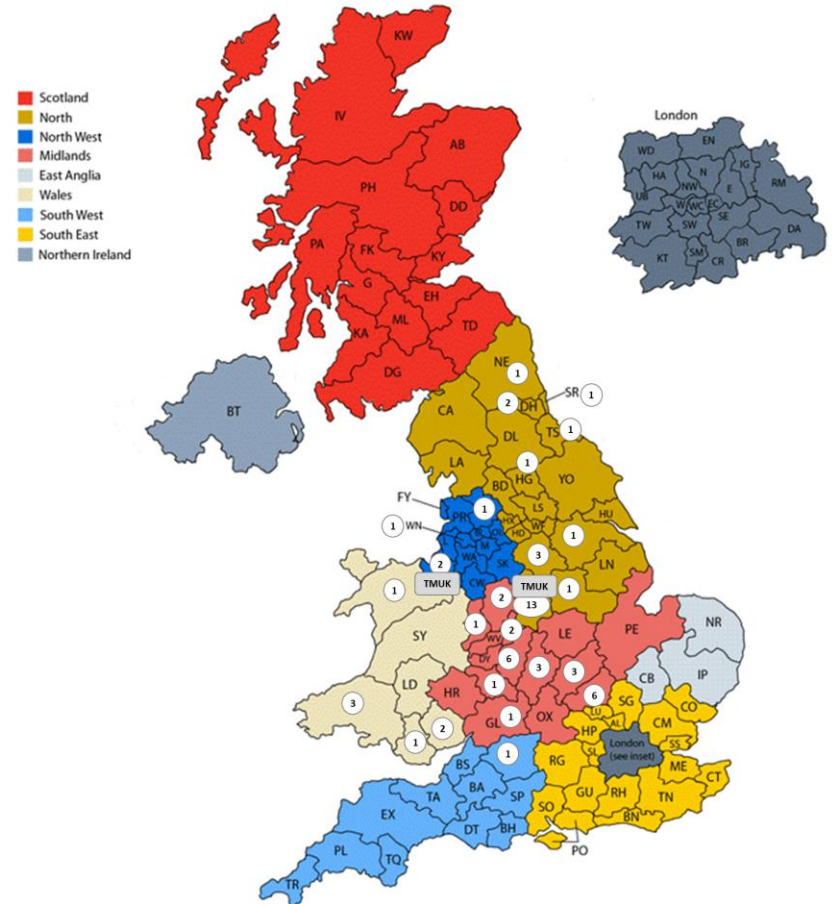 Scotland
North
North West
Midlands
East Anglia
Wales
South West
South East
Northern Ireland
London
WD
EN
HA
N
IG
NW
E
RM
UB
W
WC
EC
TW
SW
SE
DA
KT
SM
BR
CR
KW
IV
AB
PH
DD
PA
FK
KY
G
EH
KA
ML
TD
DG
BT
NE
1
2
DH
SR
1
CA
DL
TS
1
LA
1
BD
HG
YO
FY
PR
1
LS
HU
1
WN
HX
WF
HD
1
M
WA
SK
3
LN
2
CW
TMUK
TMUK
1
1
2
13
1
WV
2
LE
PE
NR
SY
DY
6
3
3
CB
IP
LD
HR
1
6
SG
3
GL
1
OX
LU
AL
CO
2
HP
CM
1
1
SL
London
(see inset)
SS
BS
RG
ME
CT
TA
BA
SP
GU
RH
TN
EX
SO
BN
DT
BH
PO
PL
TQ
TR